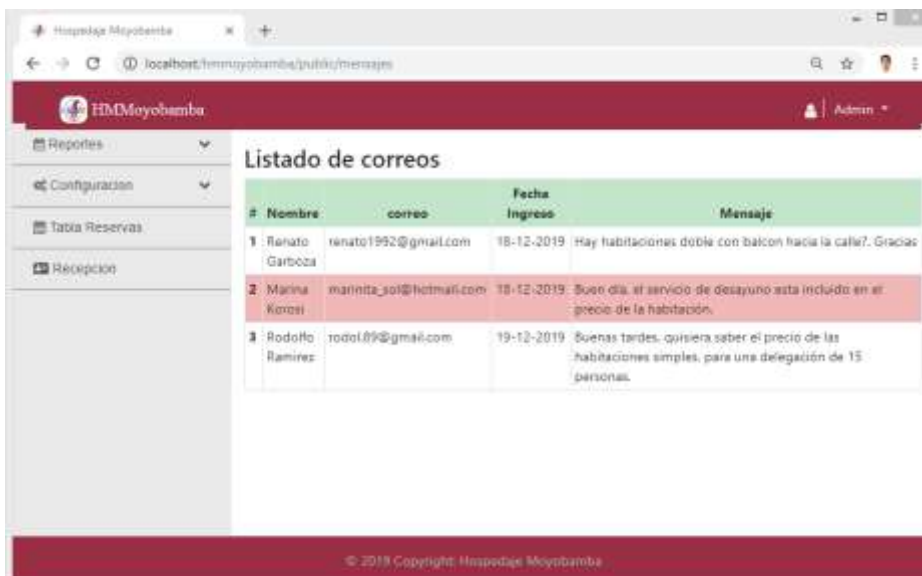 Hospedaje Moyobamba
localhost/hmmoyobamba/public/mensajes
HMMoyobamba
Admin
Reportes
Configuracion
Tabla Reservas
Recepcion
Listado de correos
# Nombre correo Fecha Ingreso Mensaje
1 Renato Garboza renato1992@gmail.com 18-12-2019 Hay habitaciones doble con balcon hacia la calle?. Gracias
2 Marina Korosi marinita_sol@hotmail.com 18-12-2019 Buen día, el servicio de desayuno esta incluido en el
precio de la habitación.
3 Rodolfo Ramirez rodol.89@gmail.com 19-12-2019 Buenas tardes, quisiera saber el precio de las
habitaciones simples, para una delegación de 15
personas.
© 2019 Copyright: Hospedaje Moyobamba